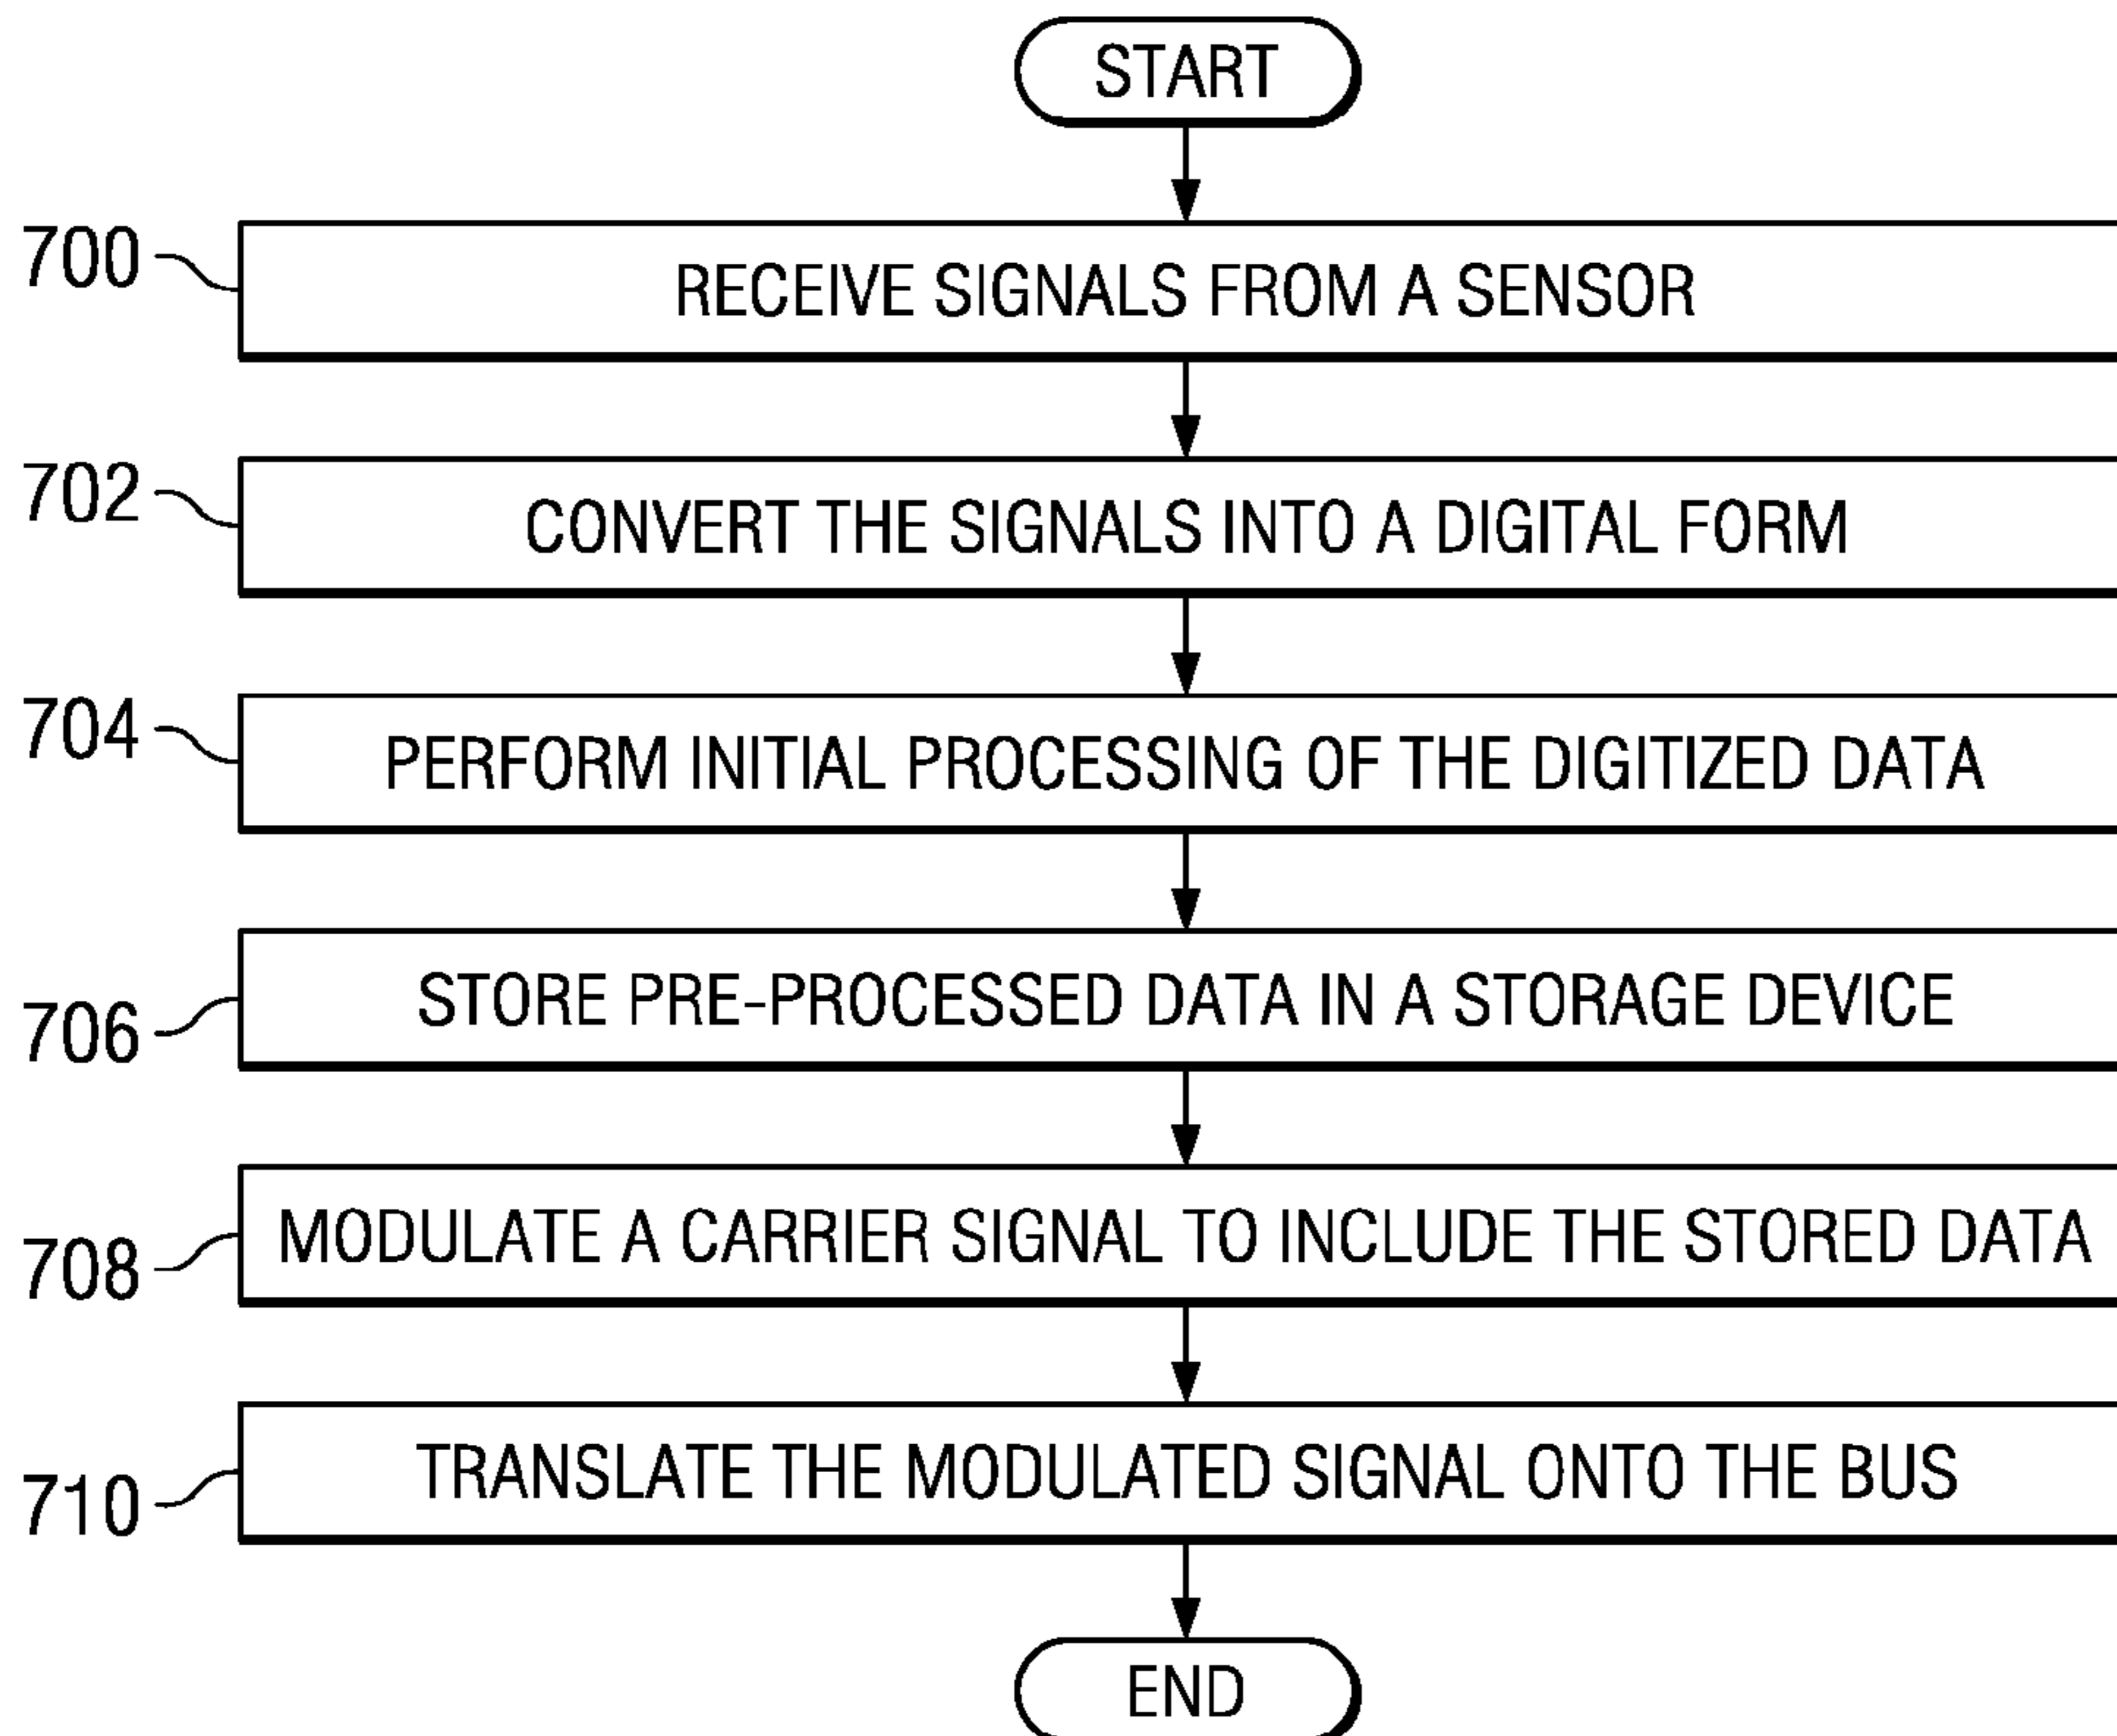 START
700
RECEIVE SIGNALS FROM A SENSOR
702
CONVERT THE SIGNALS INTO A DIGITAL FORM
704
PERFORM INITIAL PROCESSING OF THE DIGITIZED DATA
706
STORE PRE-PROCESSED DATA IN A STORAGE DEVICE
708
MODULATE A CARRIER SIGNAL TO INCLUDE THE STORED DATA
710
TRANSLATE THE MODULATED SIGNAL ONTO THE BUS
END